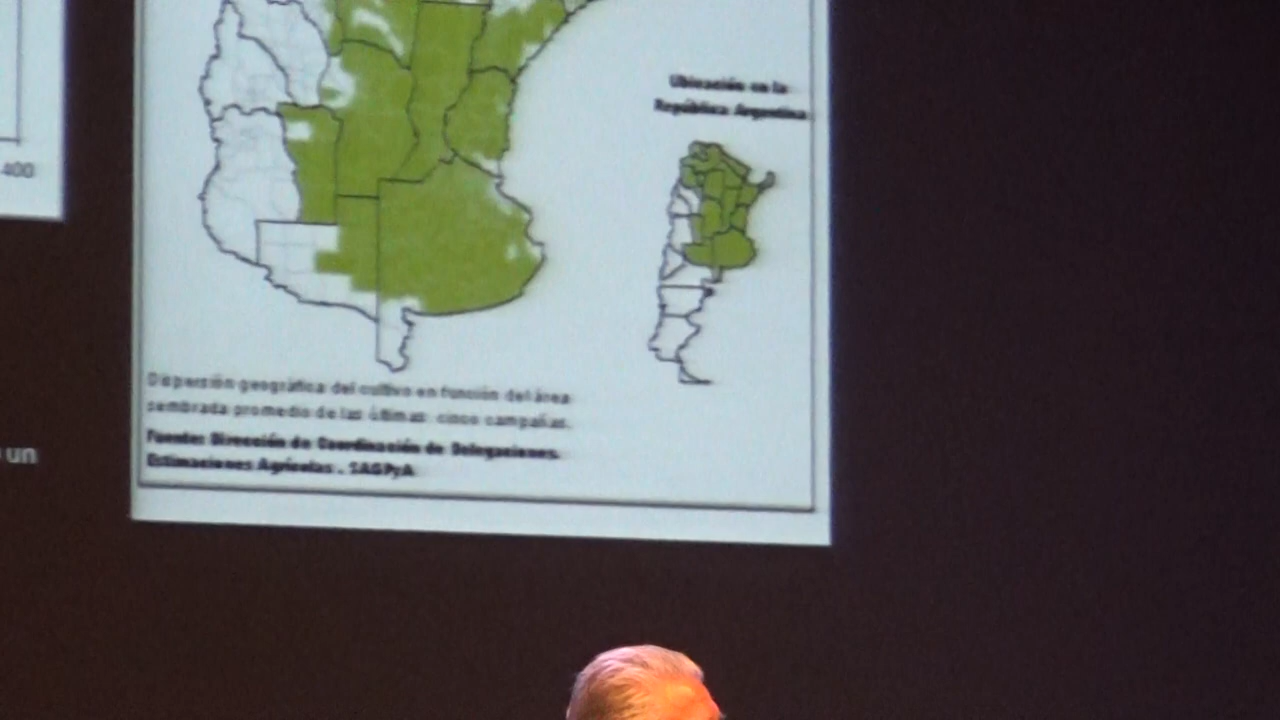 400
un
Ubicación en la
República Argentina
Dispersión geográfica del cultivo en función del área
sembrada promedio de las últimas cinco campañas.
Fuente: Dirección de Coordinación de Delegaciones.
Estimaciones Agrícolas - SAGPyA